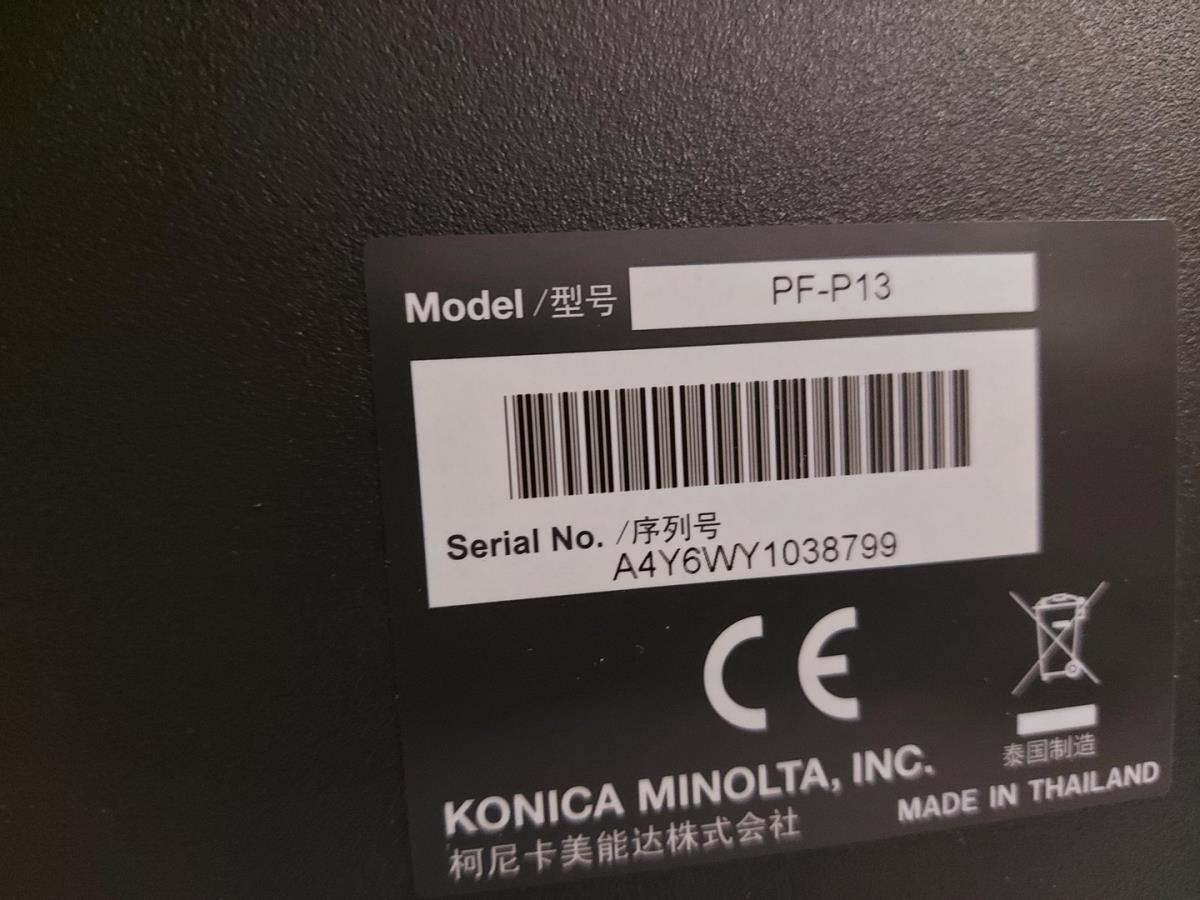 Model /型号 PF-P13
Serial No. /序列号
A4Y6WY1038799
CE
泰国制造
KONICA MINOLTA, INC.
MADE IN THAILAND
柯尼卡美能达株式会社